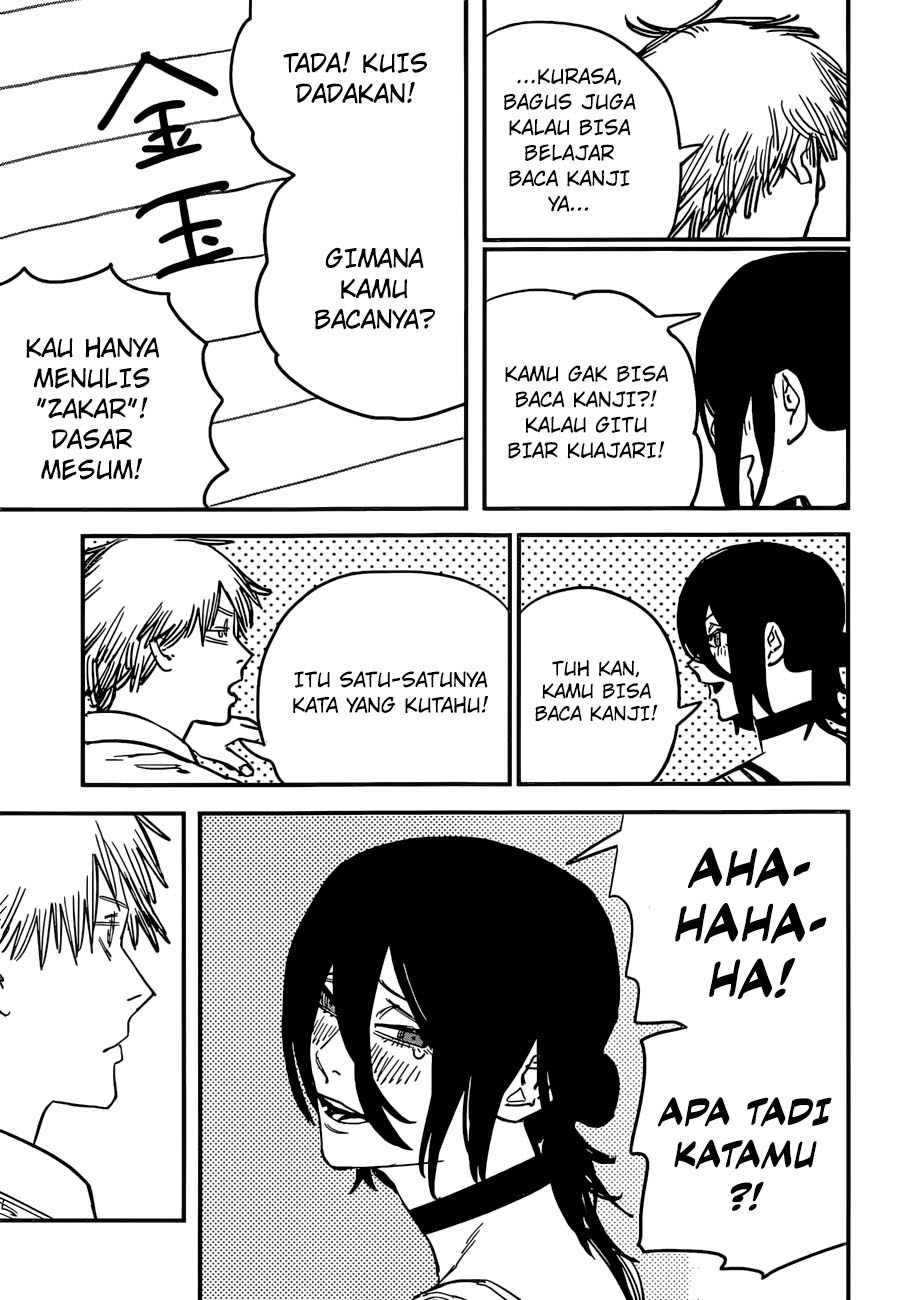 ...KURASA,
BAGUS JUGA
KALAU BISA
BELAJAR
BACA KANJI
YA...
KAMU GAK BISA
BACA KANJI?!
KALAU GITU
BIAR KUAJARI!
TADA! KUIS
DADAKAN!
GIMANA
KAMU
BACANYA?
金
玉
KAU HANYA
MENULIS
"ZAKAR"!
DASAR
MESUM!
TUH KAN,
KAMU BISA
BACA KANJI!
ITU SATU-SATUNYA
KATA YANG KUTAHU!
AHA-
HAHA-
HA!
APA TADI
KATAMU
?!